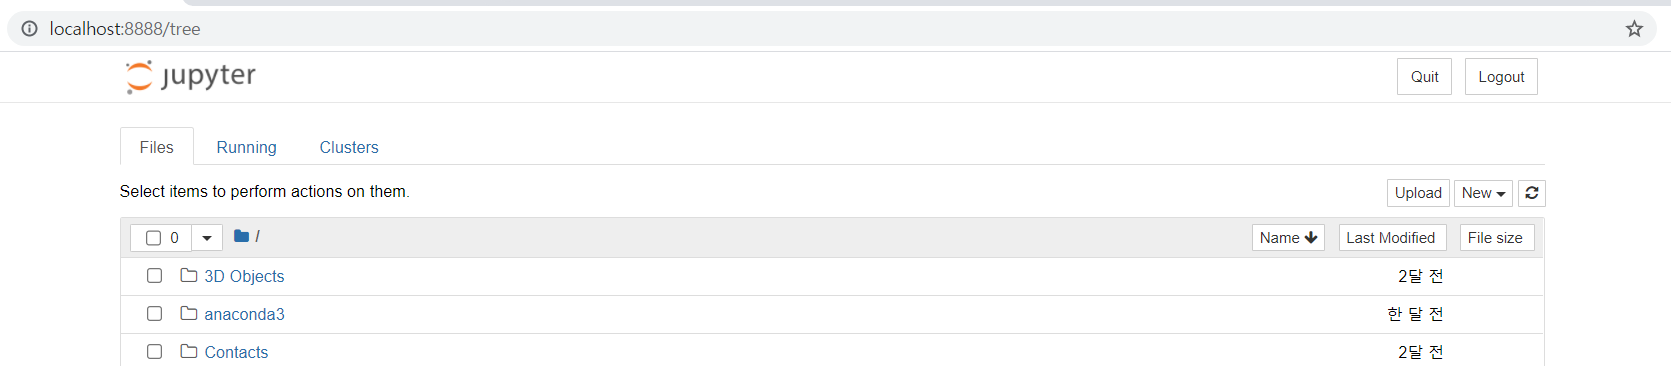 localhost:8888/tree
jupyter
Quit Logout
Files Running Clusters
Select items to perform actions on them.
Upload New
0 / Name Last Modified File size
3D Objects 2달 전
anaconda3 한 달 전
Contacts 2달 전